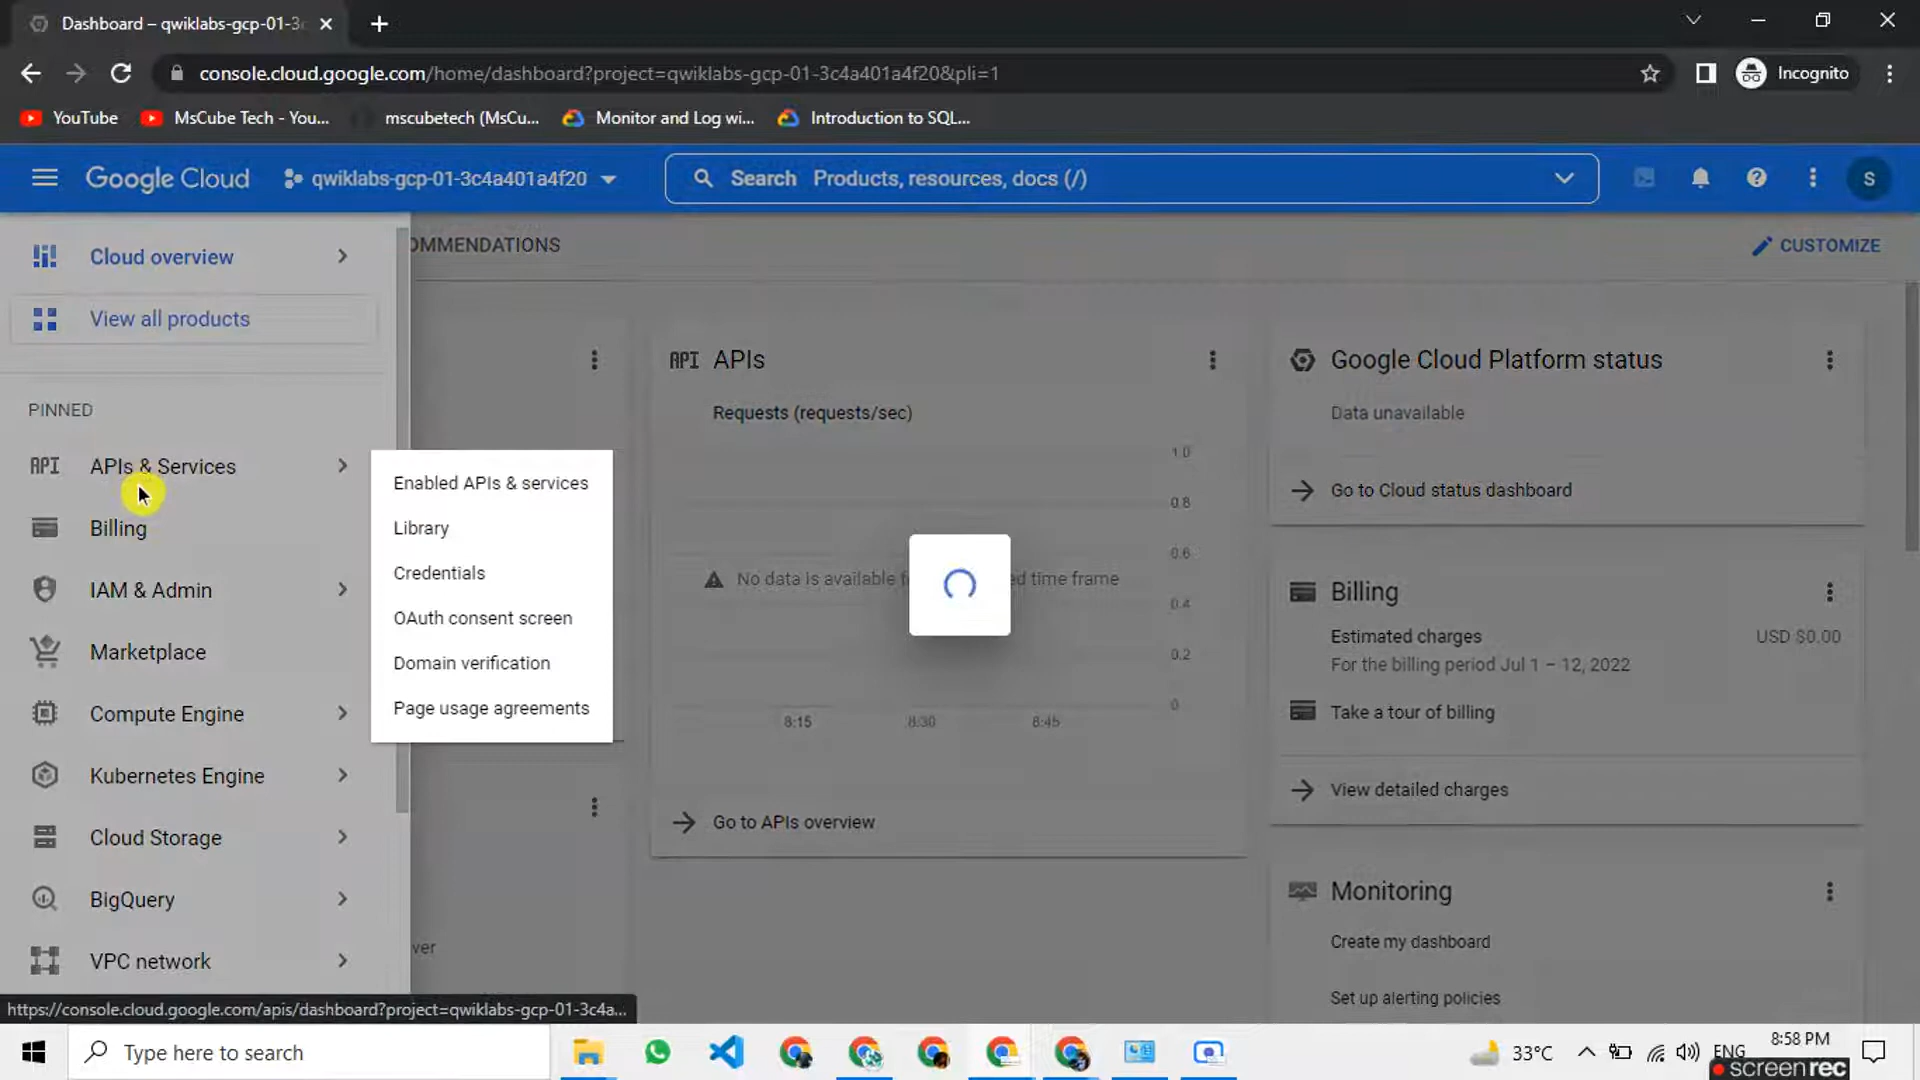 Dashboard – qwiklabs-gcp-01-3c
console.cloud.google.com/home/dashboard?project=qwiklabs-gcp-01-3c4a401a4f20&pli=1
Incognito
YouTube
MsCube Tech - You...
mscubetech (MsCu...
Monitor and Log wi...
Introduction to SQL...
Google Cloud
qwiklabs-gcp-01-3c4a401a4f20
Search Products, resources, docs (/)
S
Cloud overview
OMMENDATIONS
CUSTOMIZE
View all products
PINNED
API APIs & Services
Billing
IAM & Admin
Marketplace
Compute Engine
Kubernetes Engine
Cloud Storage
BigQuery
VPC network
Enabled APIs & services
Library
Credentials
OAuth consent screen
Domain verification
Page usage agreements
ver
API APIs
Requests (requests/sec)
1.0
0.8
0.6
No data is available f
d time frame
0.4
0.2
0
8:15
8:30
8:45
Go to APIs overview
Google Cloud Platform status
Data unavailable
Go to Cloud status dashboard
Billing
Estimated charges
USD $0.00
For the billing period Jul 1 – 12, 2022
Take a tour of billing
View detailed charges
Monitoring
Create my dashboard
Set up alerting policies
https://console.cloud.google.com/apis/dashboard?project=qwiklabs-gcp-01-3c4a...
Type here to search
33°C
ENG
8:58 PM
screenrec